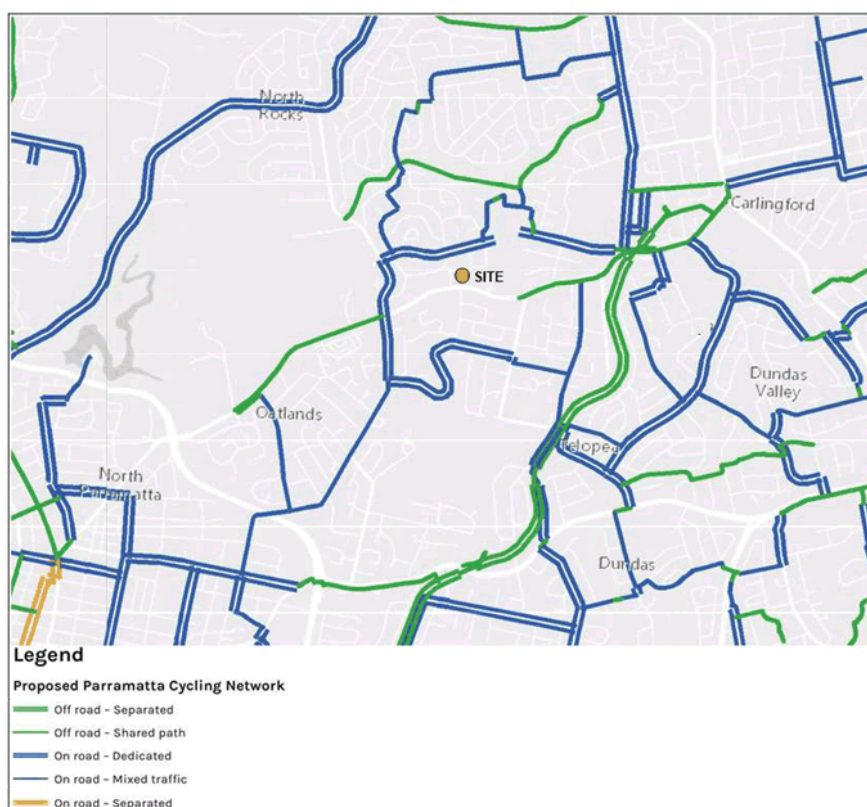 North
Rocks
Carlingford
SITE
Dundas
Valley
Oatlands
Telopea
North
Parramatta
Dundas
Legend
Proposed Parramatta Cycling Network
Off road – Separated
Off road – Shared path
On road – Dedicated
On road – Mixed traffic
On road – Separated